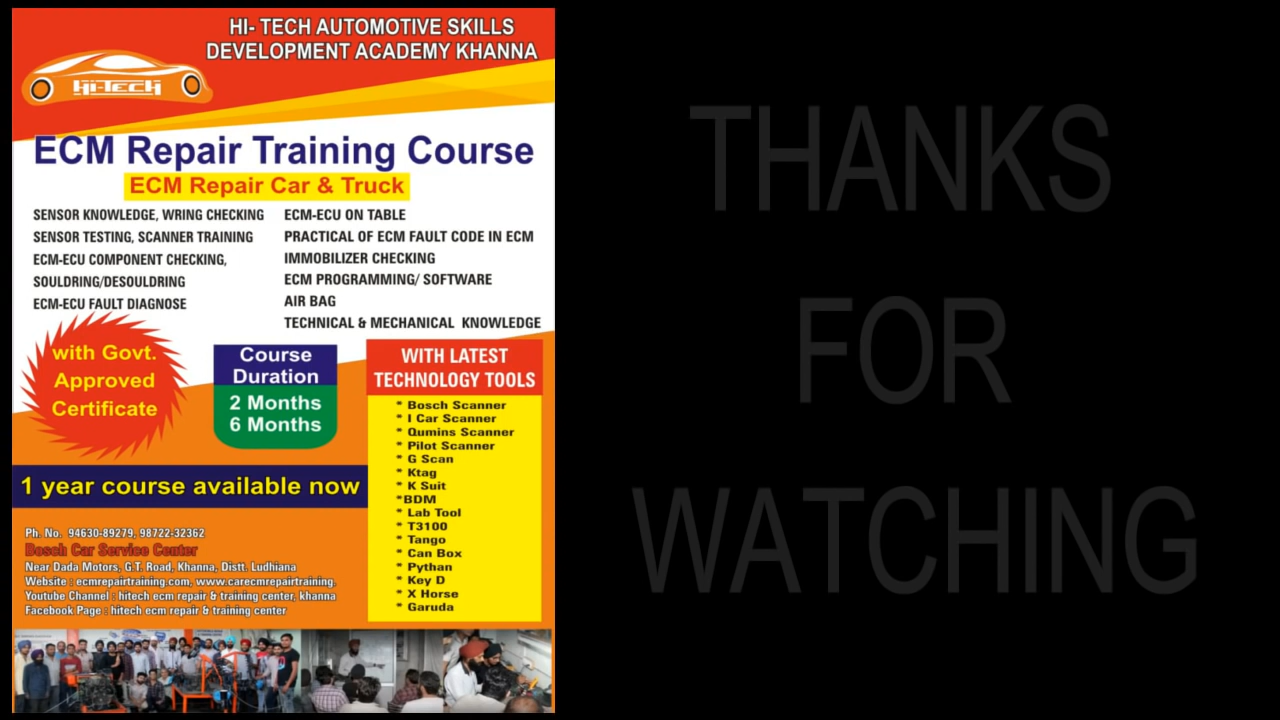 HI- TECH AUTOMOTIVE SKILLS
DEVELOPMENT ACADEMY KHANNA
Hi-Tech
ECM Repair Training Course
ECM Repair Car & Truck
SENSOR KNOWLEDGE, WRING CHECKING
SENSOR TESTING, SCANNER TRAINING
ECM-ECU COMPONENT CHECKING,
SOULDRING/DESOULDRING
ECM-ECU FAULT DIAGNOSE
ECM-ECU ON TABLE
PRACTICAL OF ECM FAULT CODE IN ECM
IMMOBILIZER CHECKING
ECM PROGRAMMING/ SOFTWARE
AIR BAG
TECHNICAL & MECHANICAL KNOWLEDGE
with Govt.
Approved
Certificate
Course
Duration
2 Months
6 Months
WITH LATEST
TECHNOLOGY TOOLS
* Bosch Scanner
* I Car Scanner
* Qumins Scanner
* Pilot Scanner
* G Scan
* Ktag
* K Suit
*BDM
* Lab Tool
* T3100
* Tango
* Can Box
* Pythan
* Key D
* X Horse
* Garuda
1 year course available now
Ph. No. 94630-89279, 98722-32362
Bosch Car Service Center
Near Dada Motors, G.T. Road, Khanna, Distt. Ludhiana
Website : ecmrepairtraining.com, www.carecmrepairtraining.
Youtube Channel : hitech ecm repair & training center, khanna
Facebook Page : hitech ecm repair & training center
THANKS
FOR
WATCHING